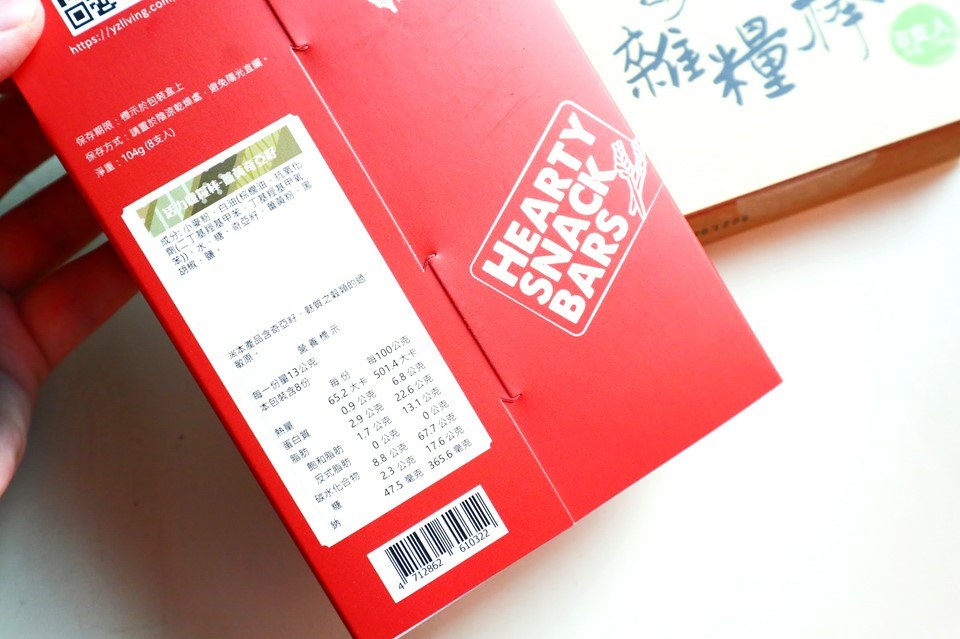 https://yzliving.com
保存期限：標示於包裝盒上
保存方式：請置於陰涼乾燥處，避免陽光直曬。
淨重：104g (8支入)
成分: 小麥粉、白油(棕櫚油、抗氧化
劑(二丁基羥基甲苯、丁基羥基甲氧
苯))、水、糖、奇亞籽、薑黃粉、黑
胡椒、鹽。
※本產品含奇亞籽、麩質之穀類的過
敏原。
營養標示
每一份量13公克
本包裝含8份
每份 每100公克
熱量 65.2 大卡 501.4 大卡
蛋白質 0.9 公克 6.8 公克
脂肪 2.9 公克 22.6 公克
飽和脂肪 1.7 公克 13.1 公克
反式脂肪 0 公克 0 公克
碳水化合物 8.8 公克 67.7 公克
糖 2.3 公克 17.6 公克
鈉 47.5 毫克 365.6 毫克
4 712862 610322
HEARTY
SNACK
BARS
雜糧棒